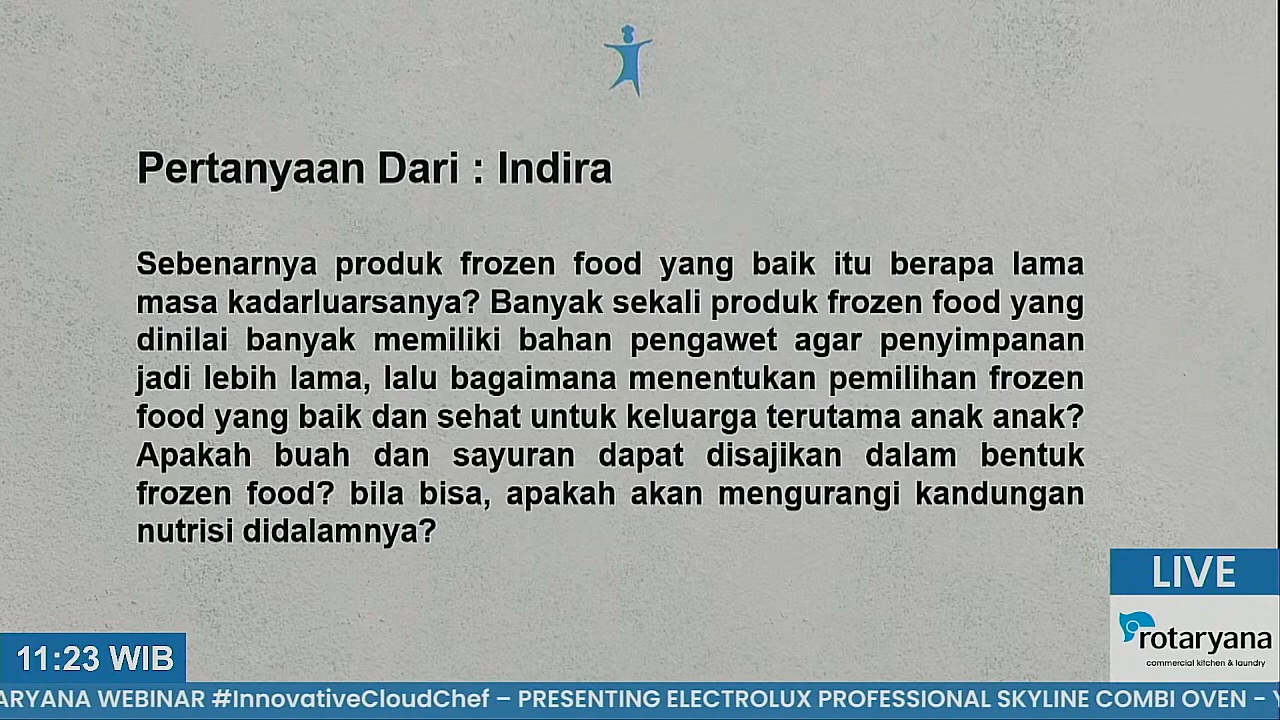 Pertanyaan Dari : Indira
Sebenarnya produk frozen food yang baik itu berapa lama
masa kadarluarsanya? Banyak sekali produk frozen food yang
dinilai banyak memiliki bahan pengawet agar penyimpanan
jadi lebih lama, lalu bagaimana menentukan pemilihan frozen
food yang baik dan sehat untuk keluarga terutama anak anak?
Apakah buah dan sayuran dapat disajikan dalam bentuk
frozen food? bila bisa, apakah akan mengurangi kandungan
nutrisi didalamnya?
LIVE
rotaryana
commercial kitchen & laundry
11:23 WIB
ARYANA WEBINAR #InnovativeCloudChef – PRESENTING ELECTROLUX PROFESSIONAL SKYLINE COMBI OVEN –